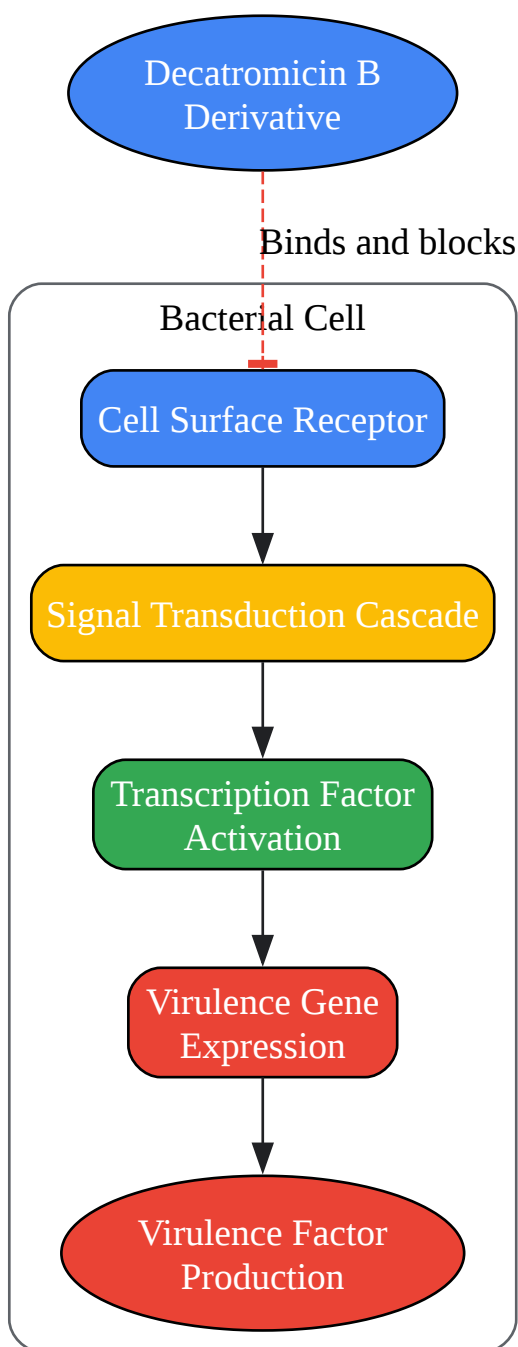 Decatromicin B
Derivative
Binds and blocks
Bacterial Cell
Cell Surface Receptor
Signal Transduction Cascade
Transcription Factor
Activation
Virulence Gene
Expression
Virulence Factor
Production